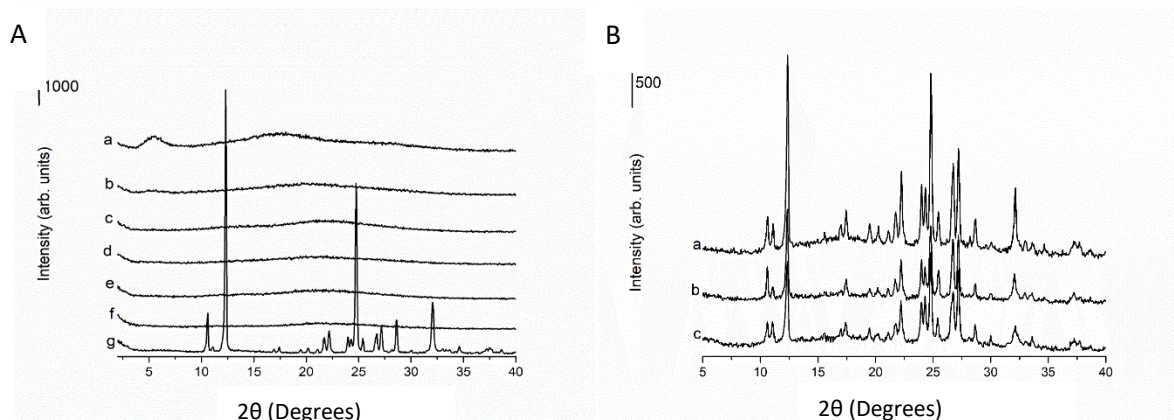 A
1000
Intensity (arb. units)
a
b
c
d
e
f
g
5 10 15 20 25 30 35 40
2θ (Degrees)
B
500
Intensity (arb. units)
a
b
c
5 10 15 20 25 30 35 40
2θ (Degrees)